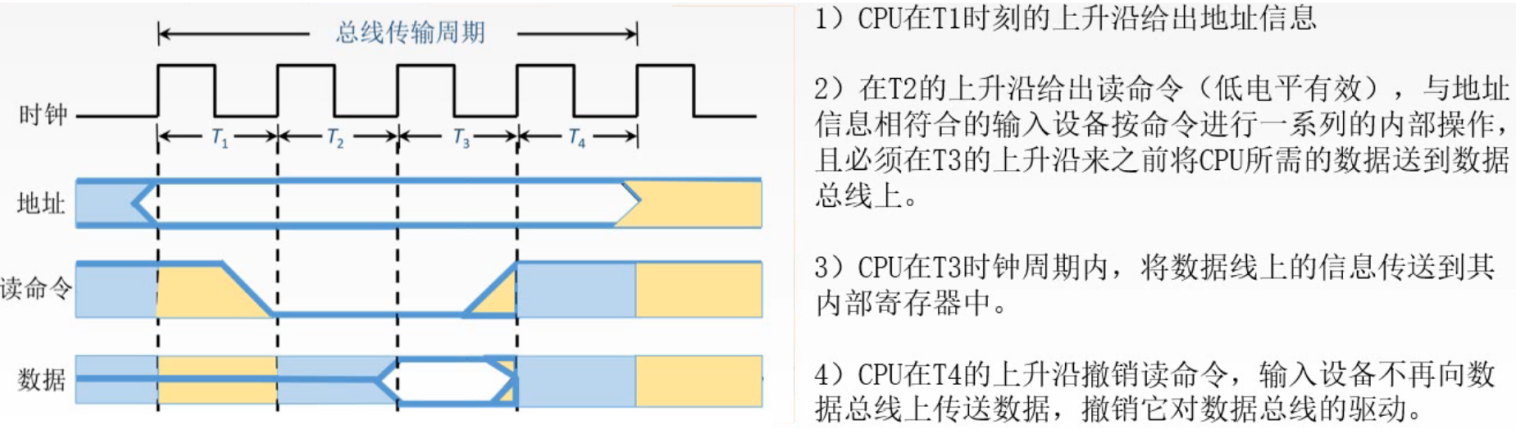 总线传输周期
时钟
T1 T2 T3 T4
地址
读命令
数据
1）CPU在T1时刻的上升沿给出地址信息
2）在T2的上升沿给出读命令（低电平有效），与地址
信息相符合的输入设备按命令进行一系列的内部操作，
且必须在T3的上升沿来之前将CPU所需的数据送到数据
总线上。
3）CPU在T3时钟周期内，将数据线上的信息传送到其
内部寄存器中。
4）CPU在T4的上升沿撤销读命令，输入设备不再向数
据总线上传送数据，撤销它对数据总线的驱动。